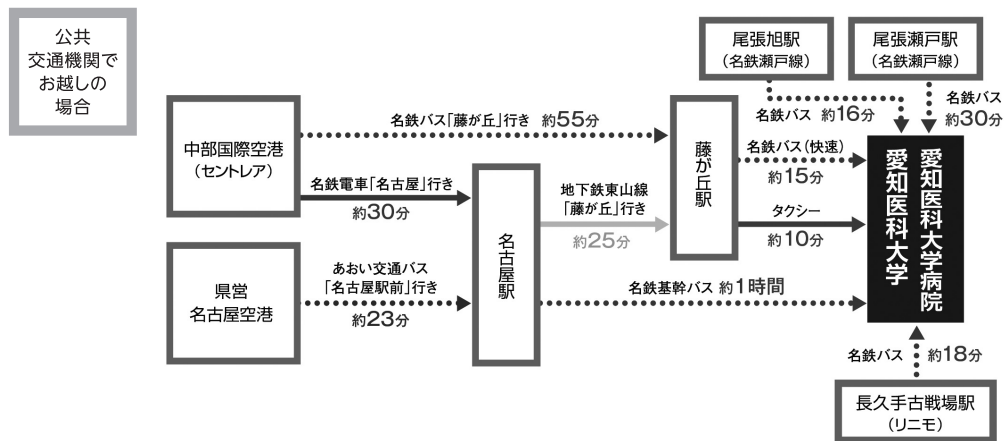 公共
交通機関で
お越しの
場合
尾張旭駅
(名鉄瀬戸線)
尾張瀬戸駅
(名鉄瀬戸線)
名鉄バス 約16分
名鉄バス
約30分
中部国際空港
(セントレア)
名鉄バス「藤が丘」行き 約55分
名鉄電車「名古屋」行き
約30分
県営
名古屋空港
あおい交通バス
「名古屋駅前」行き
約23分
名古屋駅
地下鉄東山線
「藤が丘」行き
約25分
藤が丘駅
名鉄バス(快速)
約15分
タクシー
約10分
名鉄基幹バス 約1時間
愛知医科大学病院
愛知医科大学
名鉄バス 約18分
長久手古戦場駅
(リニモ)